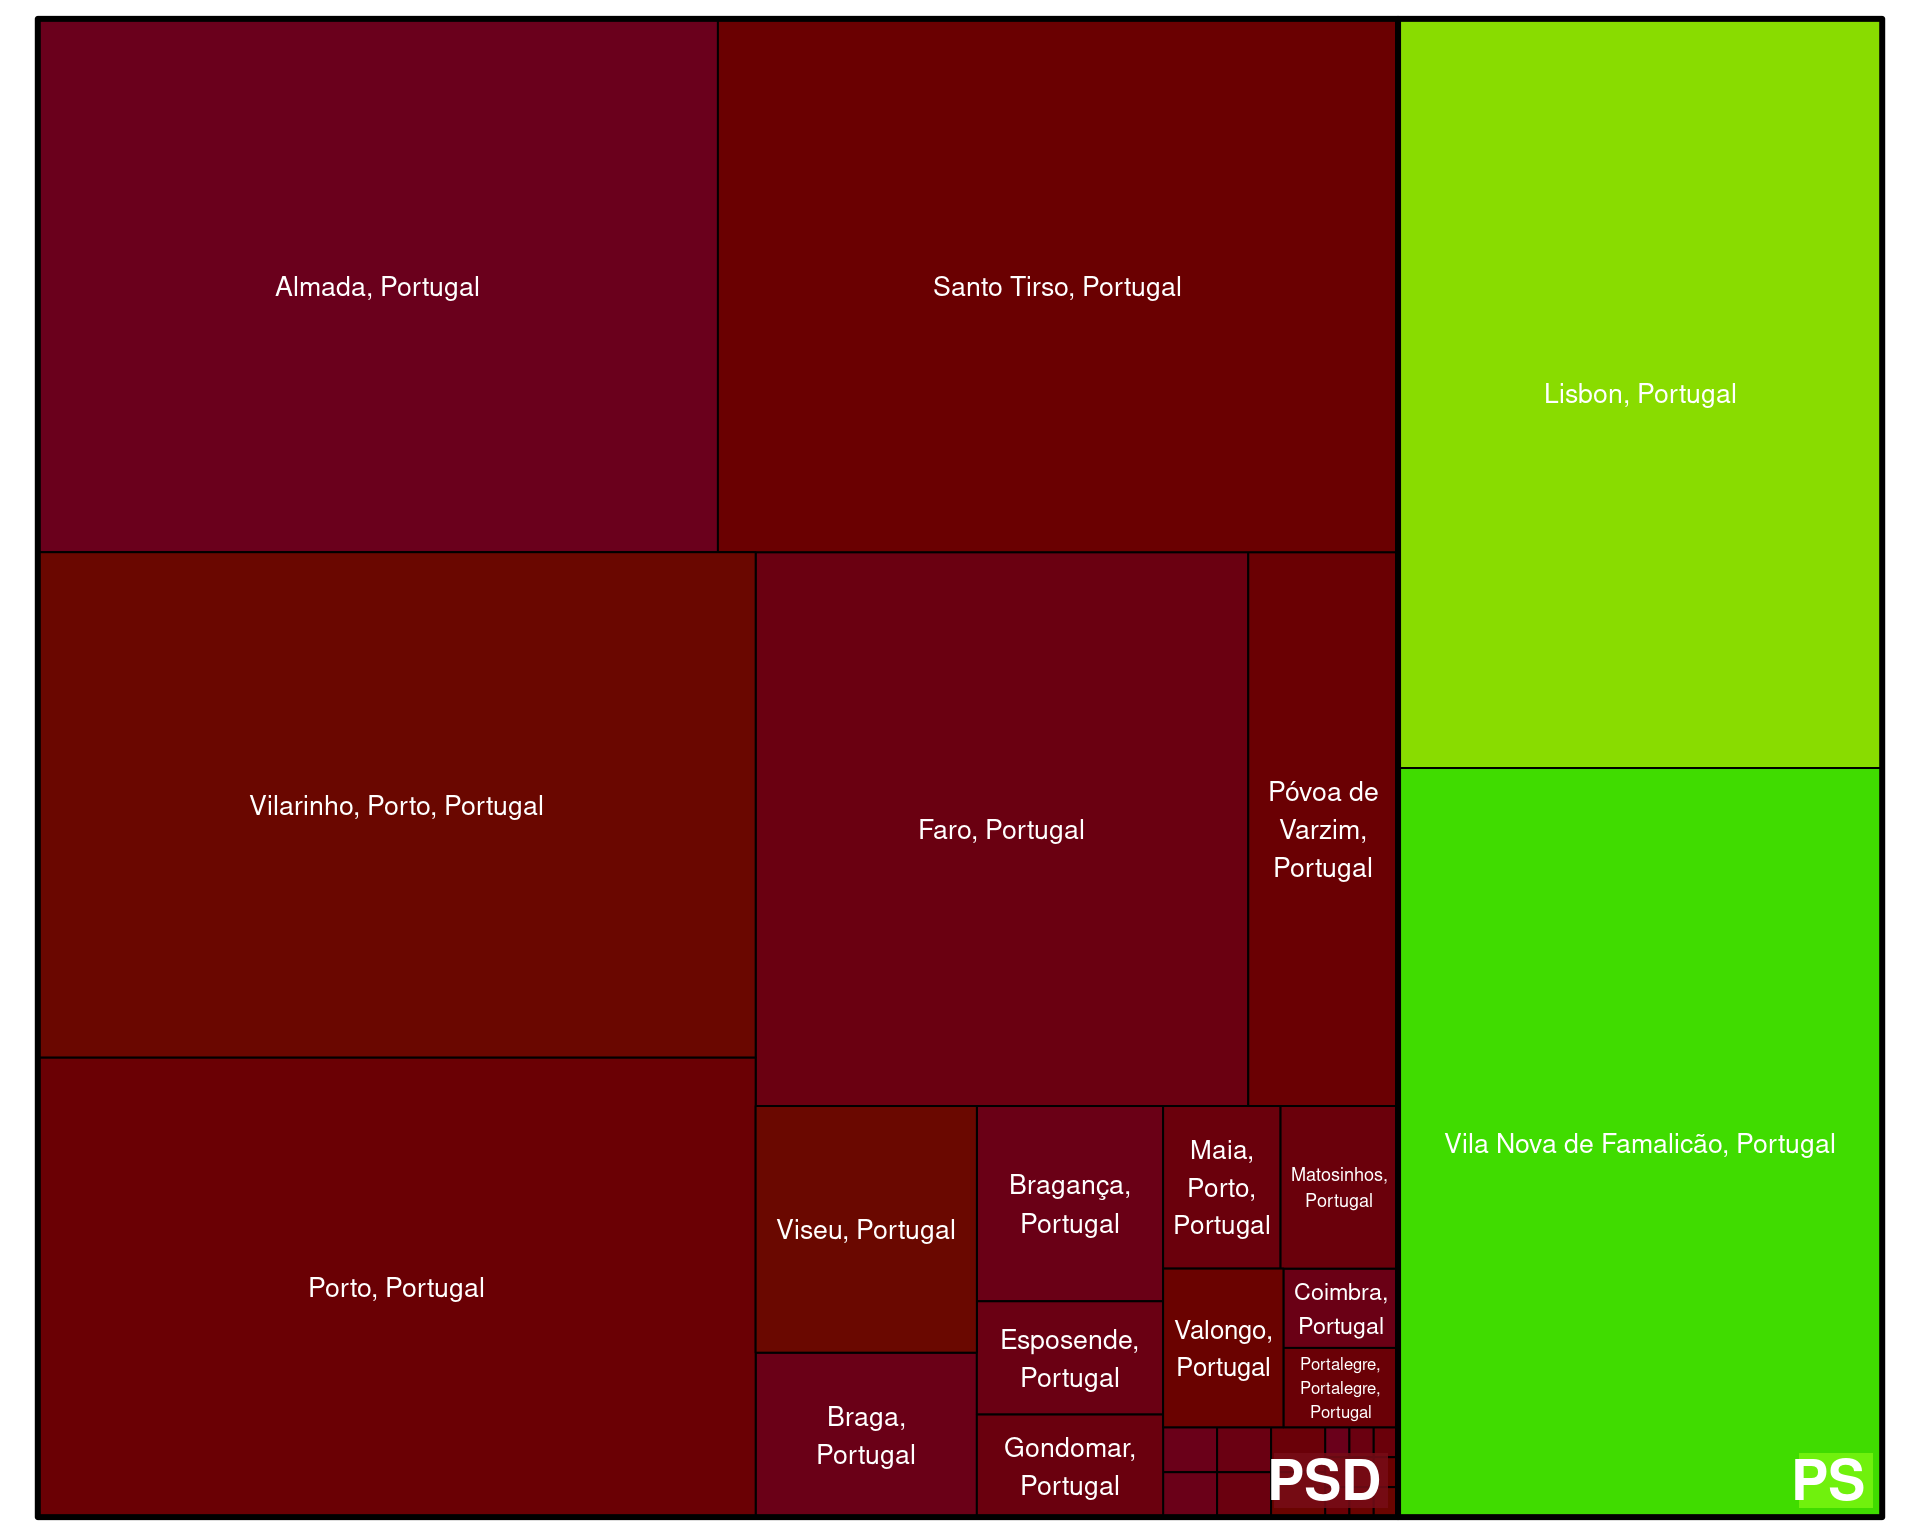 Almada, Portugal
Santo Tirso, Portugal
Lisbon, Portugal
Vilarinho, Porto, Portugal
Faro, Portugal
Póvoa de
Varzim,
Portugal
Vila Nova de Famalicão, Portugal
Porto, Portugal
Viseu, Portugal
Bragança,
Portugal
Maia,
Porto,
Portugal
Matosinhos,
Portugal
Esposende,
Portugal
Valongo,
Portugal
Coimbra,
Portugal
Portalegre,
Portalegre,
Portugal
Braga,
Portugal
Gondomar,
Portugal
PSD
PS